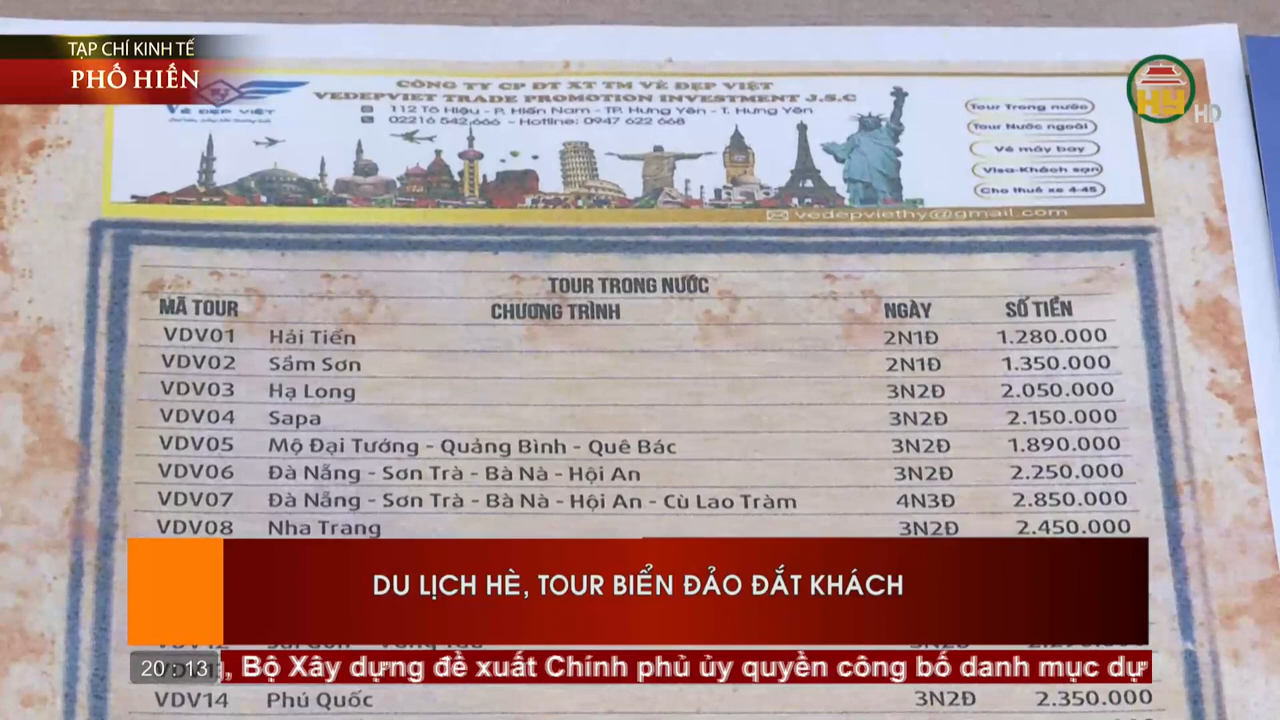 TẠP CHÍ KINH TẾ
PHỐ HIẾN
HY HD
CÔNG TY CP ĐT XT TM VẺ ĐẸP VIỆT
VEDEPVIET TRADE PROMOTION INVESTMENT J.S.C
VẺ ĐẸP VIỆT
112 Tô Hiệu - P. Hiến Nam - TP. Hưng Yên - T. Hưng Yên
02216 542 666 - Hotline: 0947 622 668
Tour Trong nước
Tour Nước ngoài
Vé máy bay
Visa-Khách sạn
Cho thuê xe 4-45
vedepviethy@gmail.com
TOUR TRONG NƯỚC
MÃ TOUR CHƯƠNG TRÌNH NGÀY SỐ TIỀN
VDV01 Hải Tiến 2N1Đ 1.280.000
VDV02 Sầm Sơn 2N1Đ 1.350.000
VDV03 Hạ Long 3N2Đ 2.050.000
VDV04 Sapa 3N2Đ 2.150.000
VDV05 Mộ Đại Tướng - Quảng Bình - Quê Bác 3N2Đ 1.890.000
VDV06 Đà Nẵng - Sơn Trà - Bà Nà - Hội An 3N2Đ 2.250.000
VDV07 Đà Nẵng - Sơn Trà - Bà Nà - Hội An - Cù Lao Tràm 4N3Đ 2.850.000
VDV08 Nha Trang 3N2Đ 2.450.000
DU LỊCH HÈ, TOUR BIỂN ĐẢO ĐẮT KHÁCH
20:13 , Bộ Xây dựng đề xuất Chính phủ ủy quyền công bố danh mục dự
VDV14 Phú Quốc 3N2Đ 2.350.000